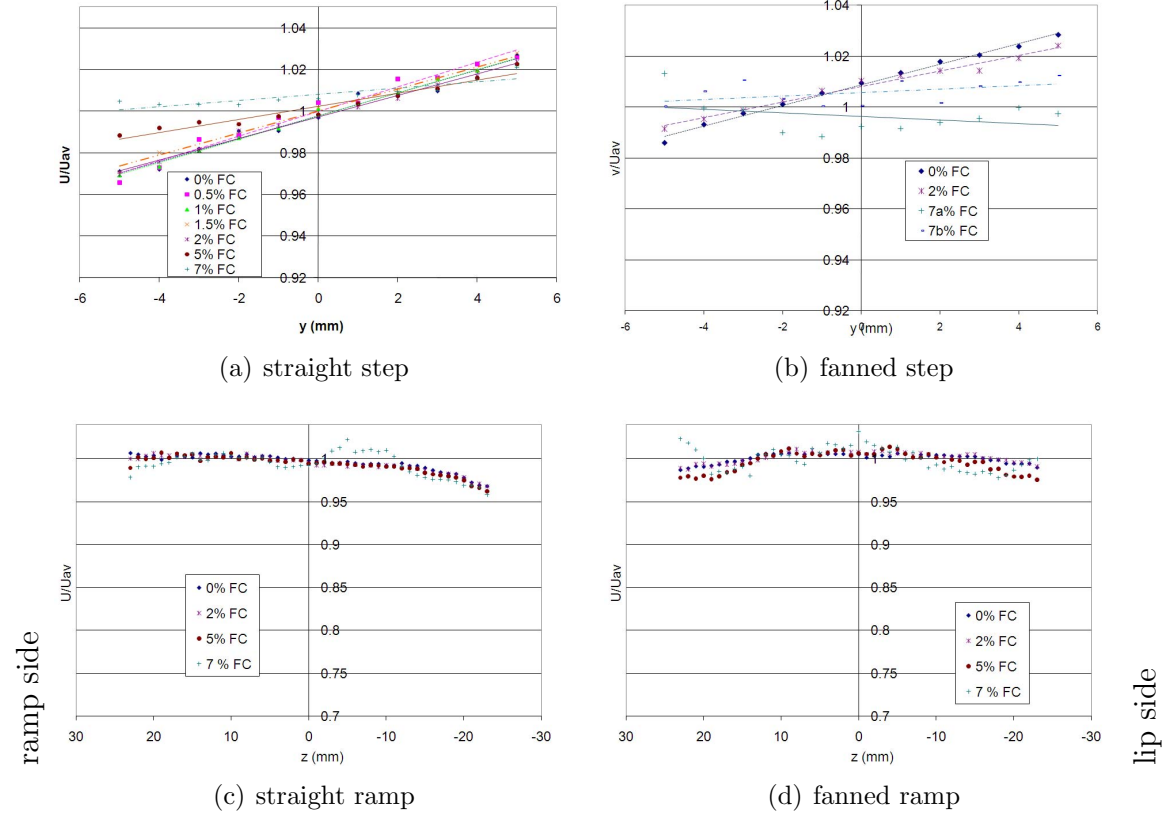 1.04
1.02
1
0.98
0.96
0.94
0.92
U/Uav
0% FC
0.5% FC
1% FC
1.5% FC
2% FC
5% FC
7% FC
-6
-4
-2
0
2
4
6
y (mm)
(a) straight step
1.04
1.02
1
0.98
0.96
0.94
0.92
v/Uav
0% FC
2% FC
7a% FC
7b% FC
-6
-4
-2
0
2
4
6
y(mm)
(b) fanned step
ramp side
1
0.95
0.9
0.85
0.8
0.75
0.7
U/Uav
0% FC
2% FC
5% FC
7 % FC
30
20
10
0
-10
-20
-30
z (mm)
(c) straight ramp
1
0.95
0.9
0.85
0.8
0.75
0.7
U/Uav
0% FC
2% FC
5% FC
7 % FC
30
20
10
0
-10
-20
-30
z (mm)
(d) fanned ramp
lip side